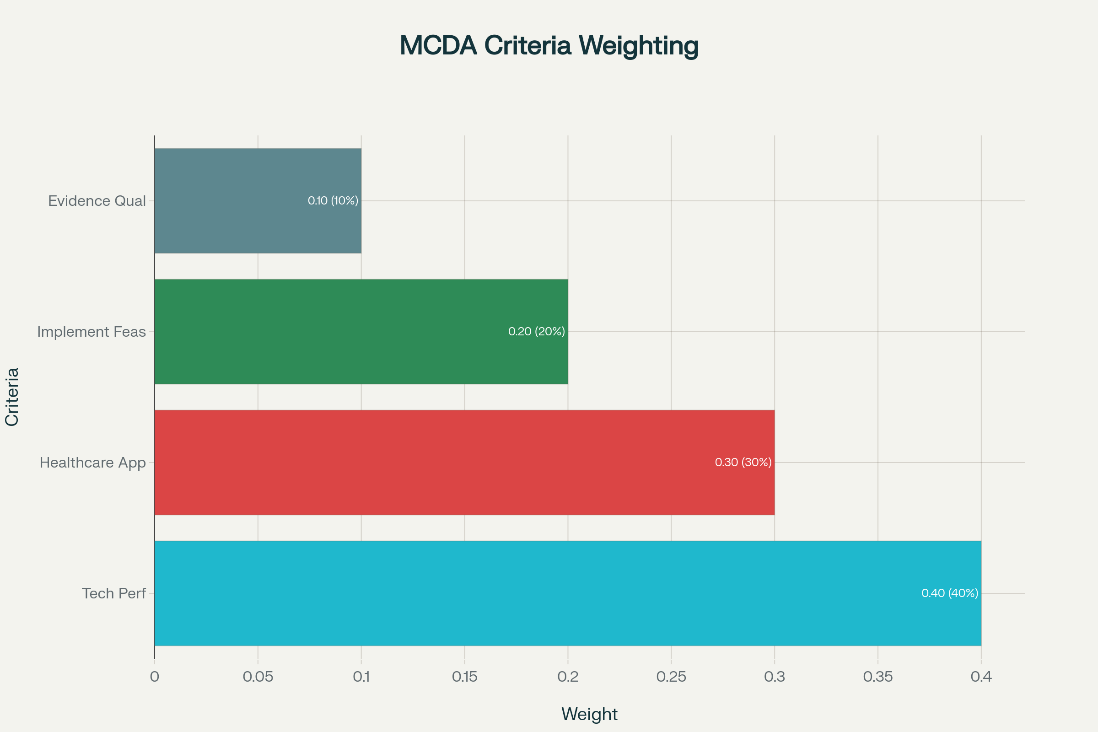 MCDA Criteria Weighting
Evidence Qual
0.10 (10%)
Implement Feas
0.20 (20%)
Criteria
Healthcare App
0.30 (30%)
Tech Perf
0.40 (40%)
0 0.05 0.1 0.15 0.2 0.25 0.3 0.35 0.4
Weight